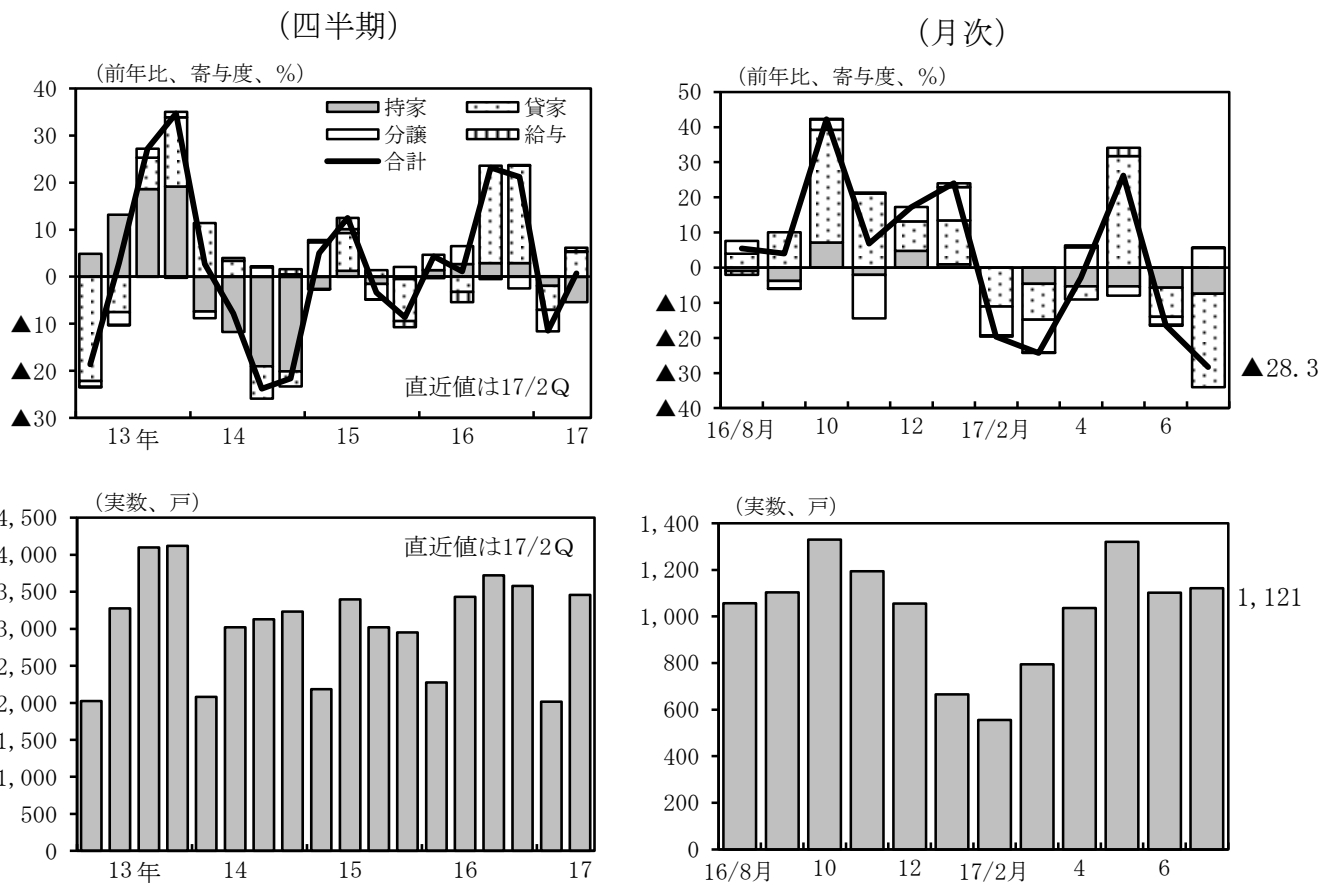 (四半期)
(前年比、寄与度、%)
40
30
20
10
0
▲10
▲20
▲30
持家
貸家
分譲
給与
合計
直近値は17/2Q
13年
14
15
16
17
(月次)
(前年比、寄与度、%)
50
40
30
20
10
0
▲10
▲20
▲30
▲40
▲28.3
16/8月
10
12
17/2月
4
6
(実数、戸)
4,500
4,000
3,500
3,000
2,500
2,000
1,500
1,000
500
0
直近値は17/2Q
13年
14
15
16
17
(実数、戸)
1,400
1,200
1,000
800
600
400
200
0
1,121
16/8月
10
12
17/2月
4
6